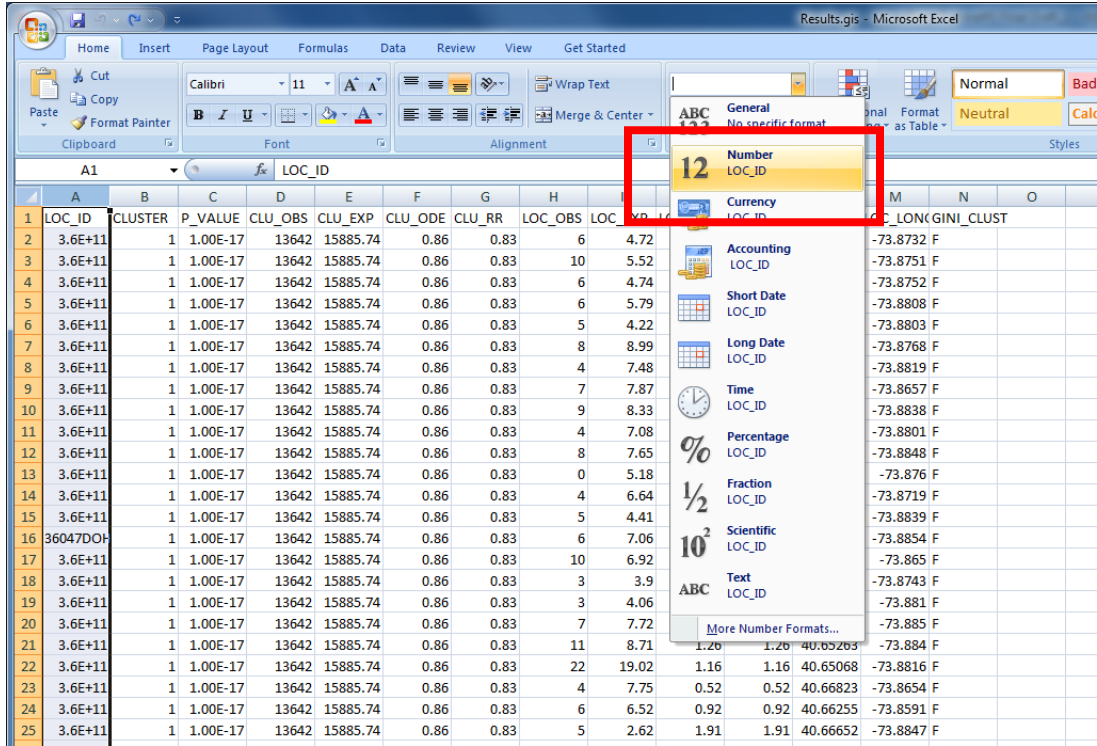 Results.gis - Microsoft Excel
Home Insert Page Layout Formulas Data Review View Get Started
Cut
Copy
Format Painter
Paste
Clipboard
Calibri 11
B I U
Font
Wrap Text
Merge & Center
Alignment
Format as Table
Normal
Neutral
Styles
A1 fx LOC_ID
ABC 123 General
No specific format
12 Number
LOC_ID
Currency
LOC_ID
Accounting
LOC_ID
Short Date
LOC_ID
Long Date
LOC_ID
Time
LOC_ID
% Percentage
LOC_ID
1/2 Fraction
LOC_ID
10² Scientific
LOC_ID
ABC Text
LOC_ID
More Number Formats...
A B C D E F G H M N O
1 LOC_ID CLUSTER P_VALUE CLU_OBS CLU_EXP CLU_ODE CLU_RR LOC_OBS GINI_CLUST
2 3.6E+11 1 1.00E-17 13642 15885.74 0.86 0.83 6 4.72 -73.8732 F
3 3.6E+11 1 1.00E-17 13642 15885.74 0.86 0.83 10 5.52 -73.8751 F
4 3.6E+11 1 1.00E-17 13642 15885.74 0.86 0.83 6 4.74 -73.8752 F
5 3.6E+11 1 1.00E-17 13642 15885.74 0.86 0.83 6 5.79 -73.8808 F
6 3.6E+11 1 1.00E-17 13642 15885.74 0.86 0.83 5 4.22 -73.8803 F
7 3.6E+11 1 1.00E-17 13642 15885.74 0.86 0.83 8 8.99 -73.8768 F
8 3.6E+11 1 1.00E-17 13642 15885.74 0.86 0.83 4 7.48 -73.8819 F
9 3.6E+11 1 1.00E-17 13642 15885.74 0.86 0.83 7 7.87 -73.8657 F
10 3.6E+11 1 1.00E-17 13642 15885.74 0.86 0.83 9 8.33 -73.8838 F
11 3.6E+11 1 1.00E-17 13642 15885.74 0.86 0.83 4 7.08 -73.8801 F
12 3.6E+11 1 1.00E-17 13642 15885.74 0.86 0.83 8 7.65 -73.8848 F
13 3.6E+11 1 1.00E-17 13642 15885.74 0.86 0.83 0 5.18 -73.876 F
14 3.6E+11 1 1.00E-17 13642 15885.74 0.86 0.83 4 6.64 -73.8719 F
15 3.6E+11 1 1.00E-17 13642 15885.74 0.86 0.83 5 4.41 -73.8839 F
16 36047DOH 1 1.00E-17 13642 15885.74 0.86 0.83 6 7.06 -73.8854 F
17 3.6E+11 1 1.00E-17 13642 15885.74 0.86 0.83 10 6.92 -73.865 F
18 3.6E+11 1 1.00E-17 13642 15885.74 0.86 0.83 3 3.9 -73.8743 F
19 3.6E+11 1 1.00E-17 13642 15885.74 0.86 0.83 3 4.06 -73.881 F
20 3.6E+11 1 1.00E-17 13642 15885.74 0.86 0.83 7 7.72 -73.885 F
21 3.6E+11 1 1.00E-17 13642 15885.74 0.86 0.83 11 8.71 1.26 1.26 40.65263 -73.884 F
22 3.6E+11 1 1.00E-17 13642 15885.74 0.86 0.83 22 19.02 1.16 1.16 40.65068 -73.8816 F
23 3.6E+11 1 1.00E-17 13642 15885.74 0.86 0.83 4 7.75 0.52 0.52 40.66823 -73.8654 F
24 3.6E+11 1 1.00E-17 13642 15885.74 0.86 0.83 6 6.52 0.92 0.92 40.66255 -73.8591 F
25 3.6E+11 1 1.00E-17 13642 15885.74 0.86 0.83 5 2.62 1.91 1.91 40.66652 -73.8847 F